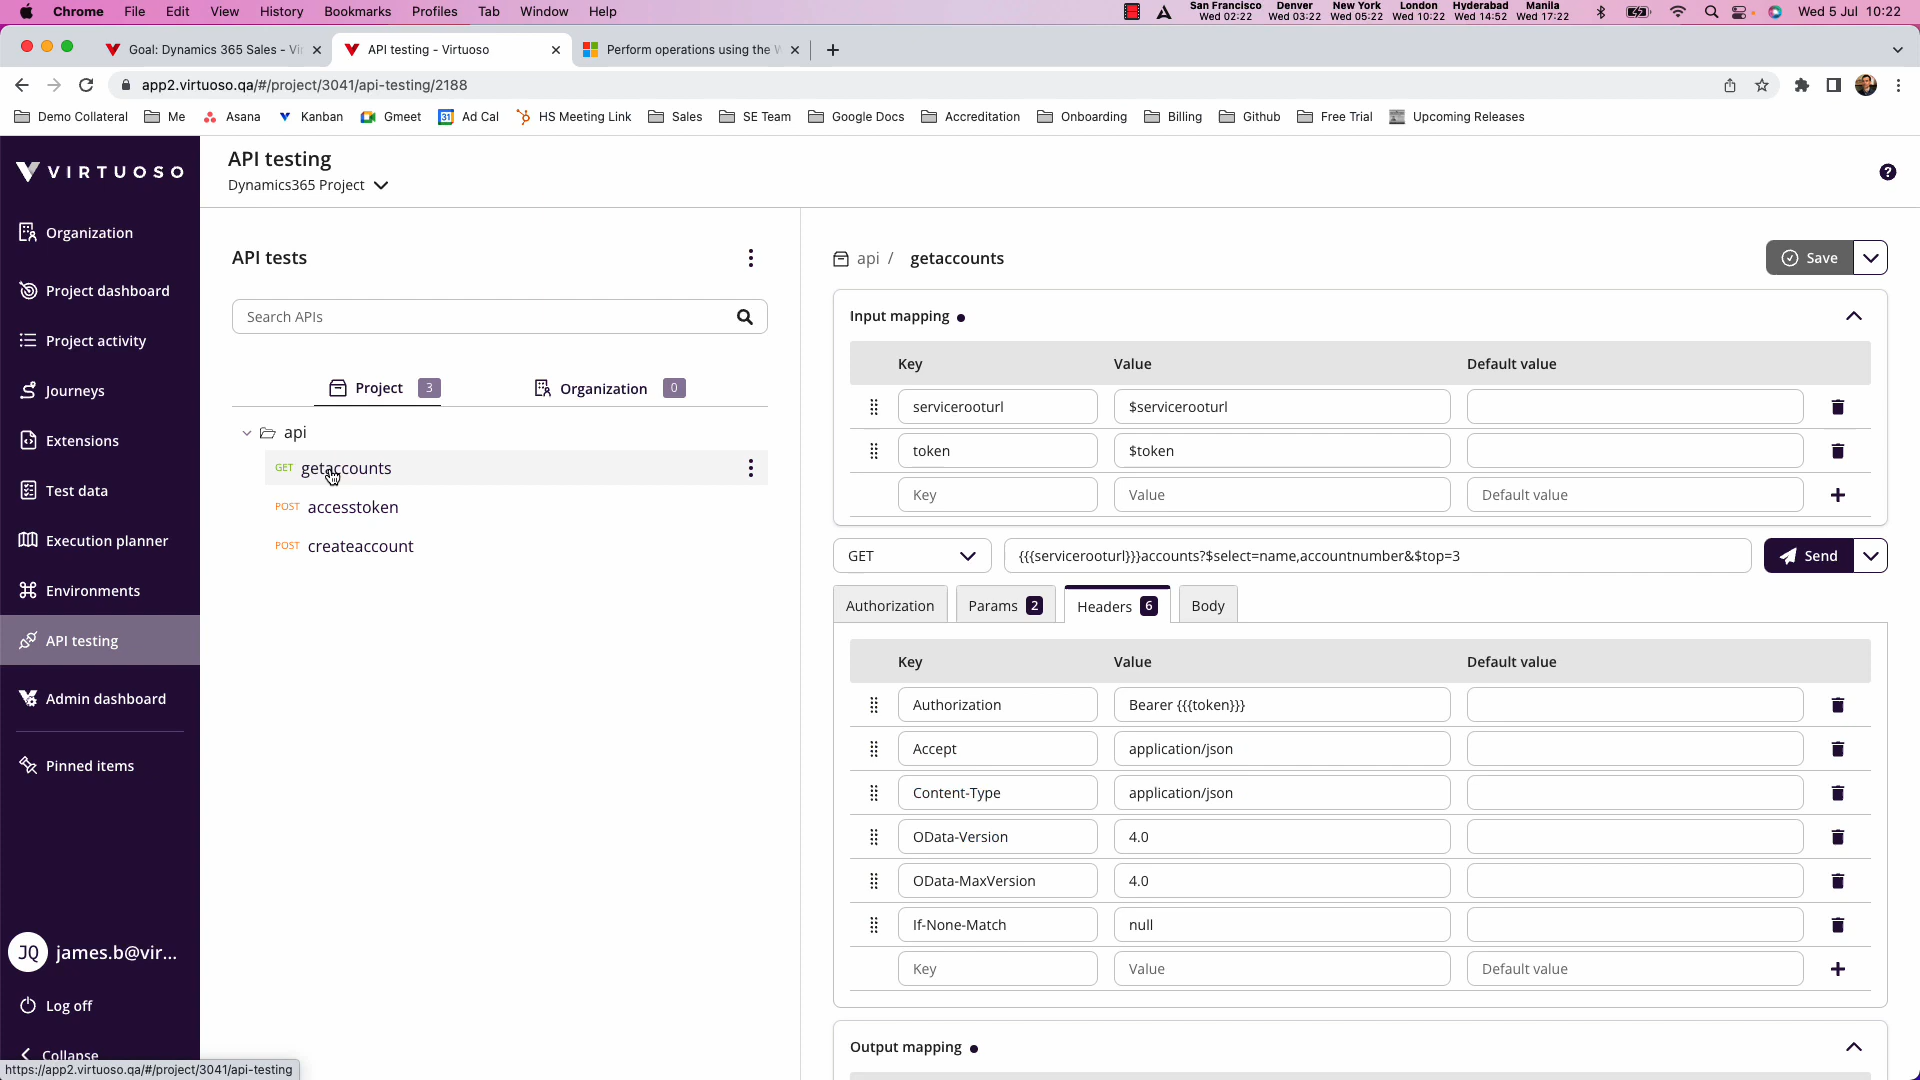 Chrome File Edit View History Bookmarks Profiles Tab Window Help
San Francisco Denver New York London Hyderabad Manila
Wed 02:22 Wed 03:22 Wed 05:22 Wed 10:22 Wed 14:52 Wed 17:22
Wed 5 Jul 10:22
Goal: Dynamics 365 Sales - Vi
API testing - Virtuoso
Perform operations using the W
app2.virtuoso.qa/#/project/3041/api-testing/2188
Demo Collateral Me Asana Kanban Gmeet Ad Cal HS Meeting Link Sales SE Team Google Docs Accreditation Onboarding Billing Github Free Trial Upcoming Releases
VIRTUOSO
Organization
Project dashboard
Project activity
Journeys
Test data
Extensions
Execution planner
Environments
API testing
Admin dashboard
Pinned items
JQ james.b@vir...
Log off
Collapse
https://app2.virtuoso.qa/#/project/3041/api-testing
API testing
Dynamics365 Project
?
API tests
Search APIs
Project 3 Organization 0
api
GET getaccounts
POST accesstoken
POST createaccount
api / getaccounts
Save
Input mapping
Key Value Default value
servicerooturl $servicerooturl
token $token
Key Value Default value
GET {{{servicerooturl}}}accounts?$select=name,accountnumber&$top=3 Send
Authorization Params 2 Headers 6 Body
Key Value Default value
Authorization Bearer {{{token}}}
Accept application/json
Content-Type application/json
OData-Version 4.0
OData-MaxVersion 4.0
If-None-Match null
Key Value Default value
Output mapping